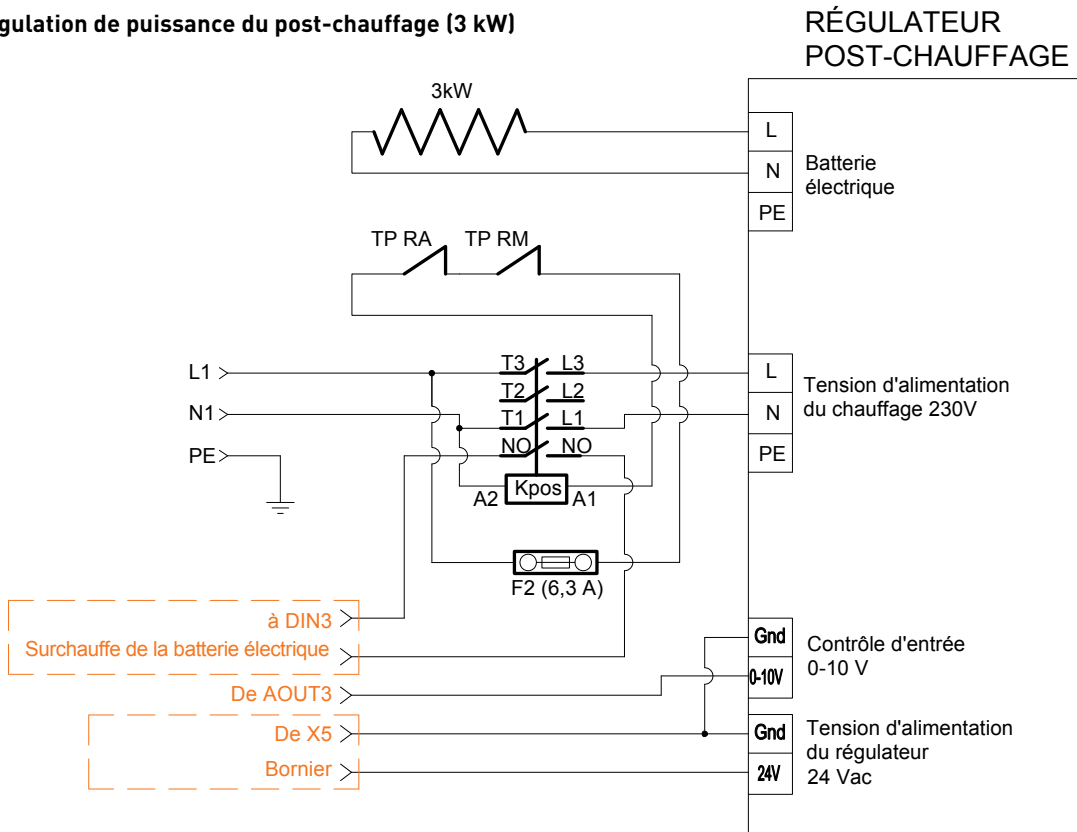 gulation de puissance du post-chauffage (3 kW)
RÉGULATEUR
POST-CHAUFFAGE
3kW
L
N
PE
Batterie
électrique
TP RA
TP RM
L1
N1
PE
T3
L3
T2
L2
T1
L1
NO
NO
A2
Kpos
A1
F2 (6,3 A)
L
N
PE
Tension d'alimentation
du chauffage 230V
à DIN3
Surchauffe de la batterie électrique
De AOUT3
De X5
Bornier
Gnd
0-10V
Contrôle d'entrée
0-10 V
Gnd
24V
Tension d'alimentation
du régulateur
24 Vac